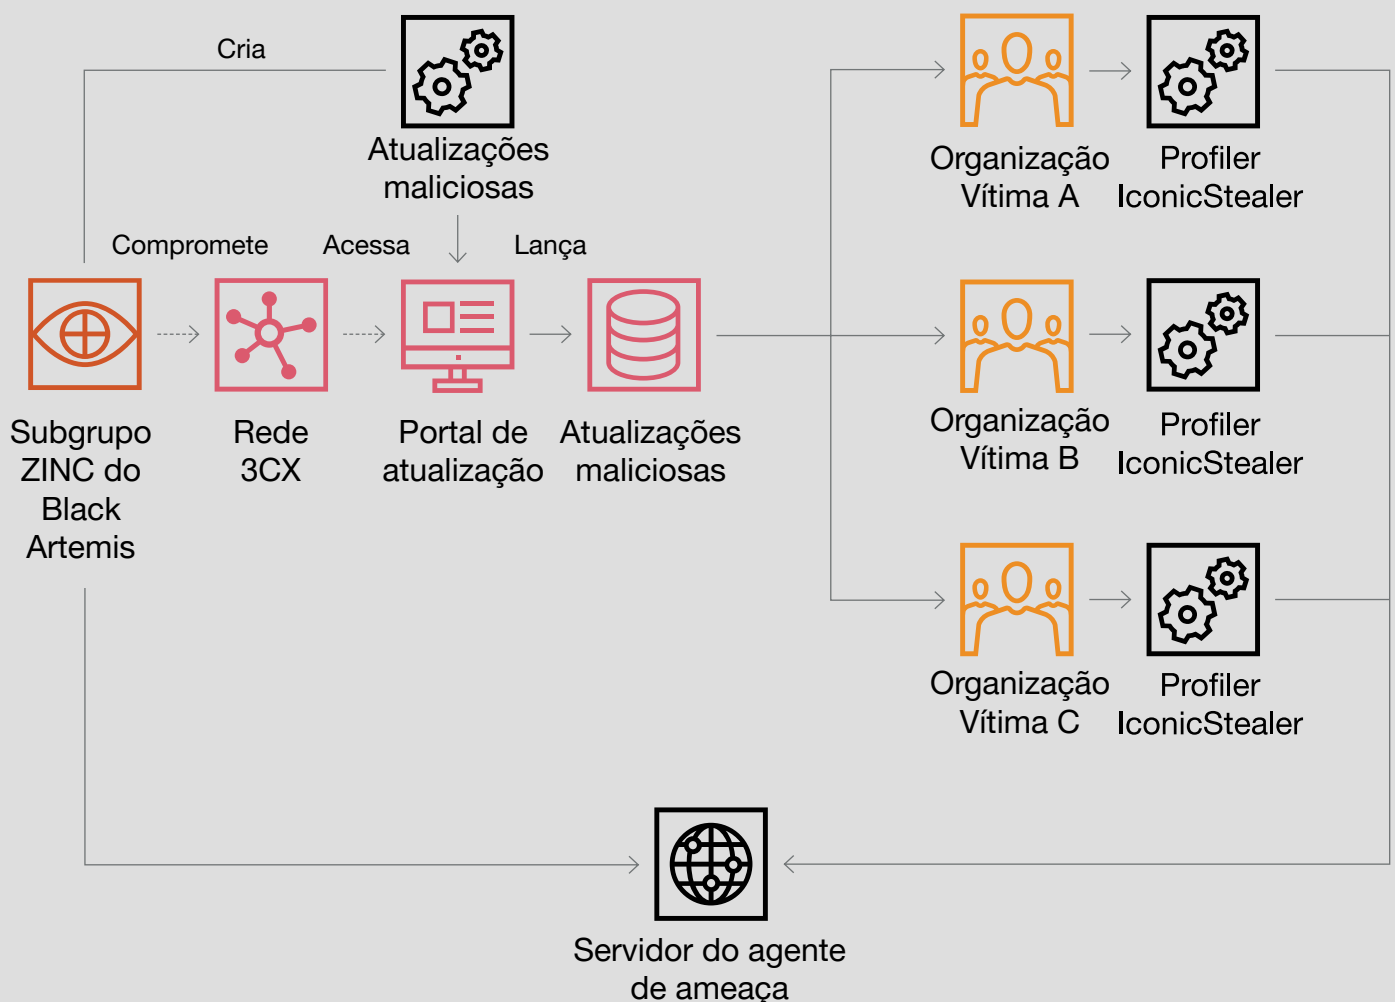 Cria
Atualizações
maliciosas
Compromete
Acessa
Lança
Subgrupo
ZINC do
Black
Artemis
Rede
3CX
Portal de
atualização
Atualizações
maliciosas
Organização
Vítima A
Profiler
IconicStealer
Organização
Vítima B
Profiler
IconicStealer
Organização
Vítima C
Profiler
IconicStealer
Servidor do agente
de ameaça